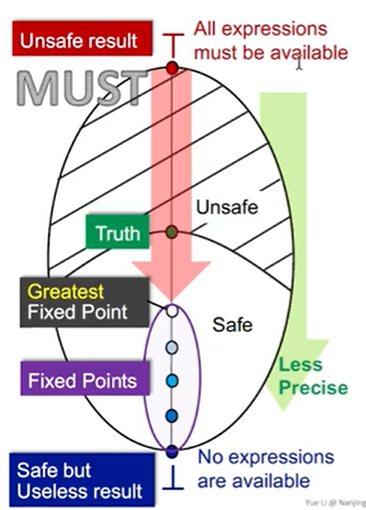 Unsafe result
⊤
All expressions
must be available
MUST
Unsafe
Truth
Greatest
Fixed Point
Safe
Fixed Points
Less
Precise
Safe but
Useless result
⊥
No expressions
are available
Yue Li @ Nanjing